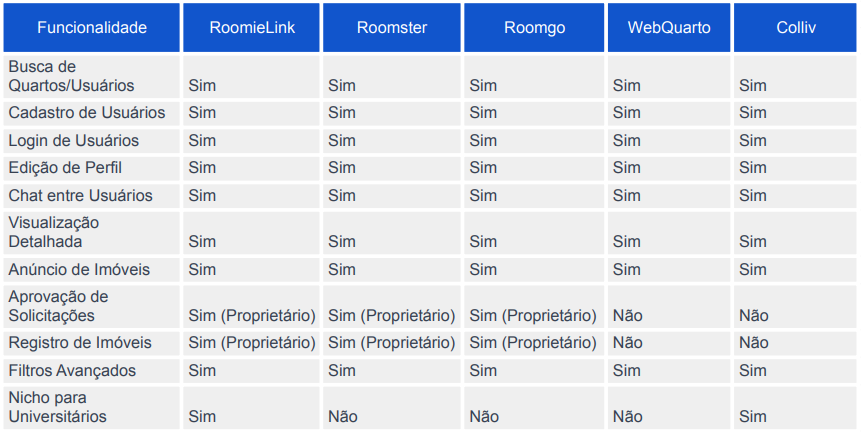 Funcionalidade RoomieLink Roomster Roomgo WebQuarto Colliv
Busca de
Quartos/Usuários Sim Sim Sim Sim Sim
Cadastro de Usuários Sim Sim Sim Sim Sim
Login de Usuários Sim Sim Sim Sim Sim
Edição de Perfil Sim Sim Sim Sim Sim
Chat entre Usuários Sim Sim Sim Sim Sim
Visualização
Detalhada Sim Sim Sim Sim Sim
Anúncio de Imóveis Sim Sim Sim Sim Sim
Aprovação de
Solicitações Sim (Proprietário) Sim (Proprietário) Sim (Proprietário) Não Não
Registro de Imóveis Sim (Proprietário) Sim (Proprietário) Sim (Proprietário) Não Não
Filtros Avançados Sim Sim Sim Sim Sim
Nicho para
Universitários Sim Não Não Não Sim